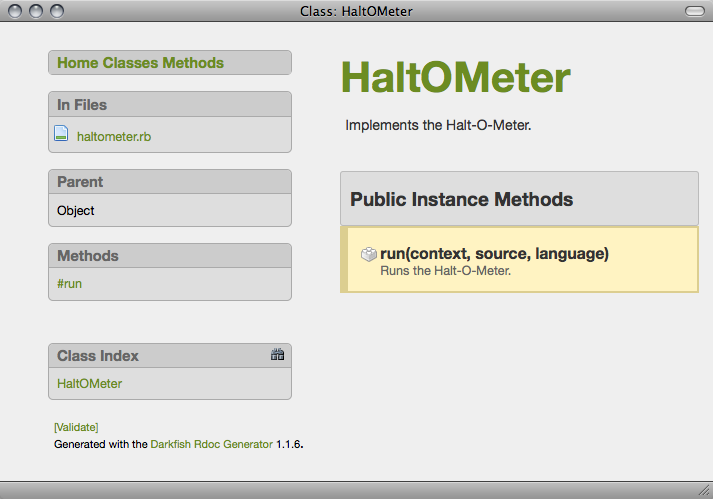 Class: HaltOMeter
Home Classes Methods
In Files
haltometer.rb
Parent
Object
Methods
#run
Class Index
HaltOMeter
[Validate]
Generated with the Darkfish Rdoc Generator 1.1.6.
HaltOMeter
Implements the Halt-O-Meter.
Public Instance Methods
run(context, source, language)
Runs the Halt-O-Meter.